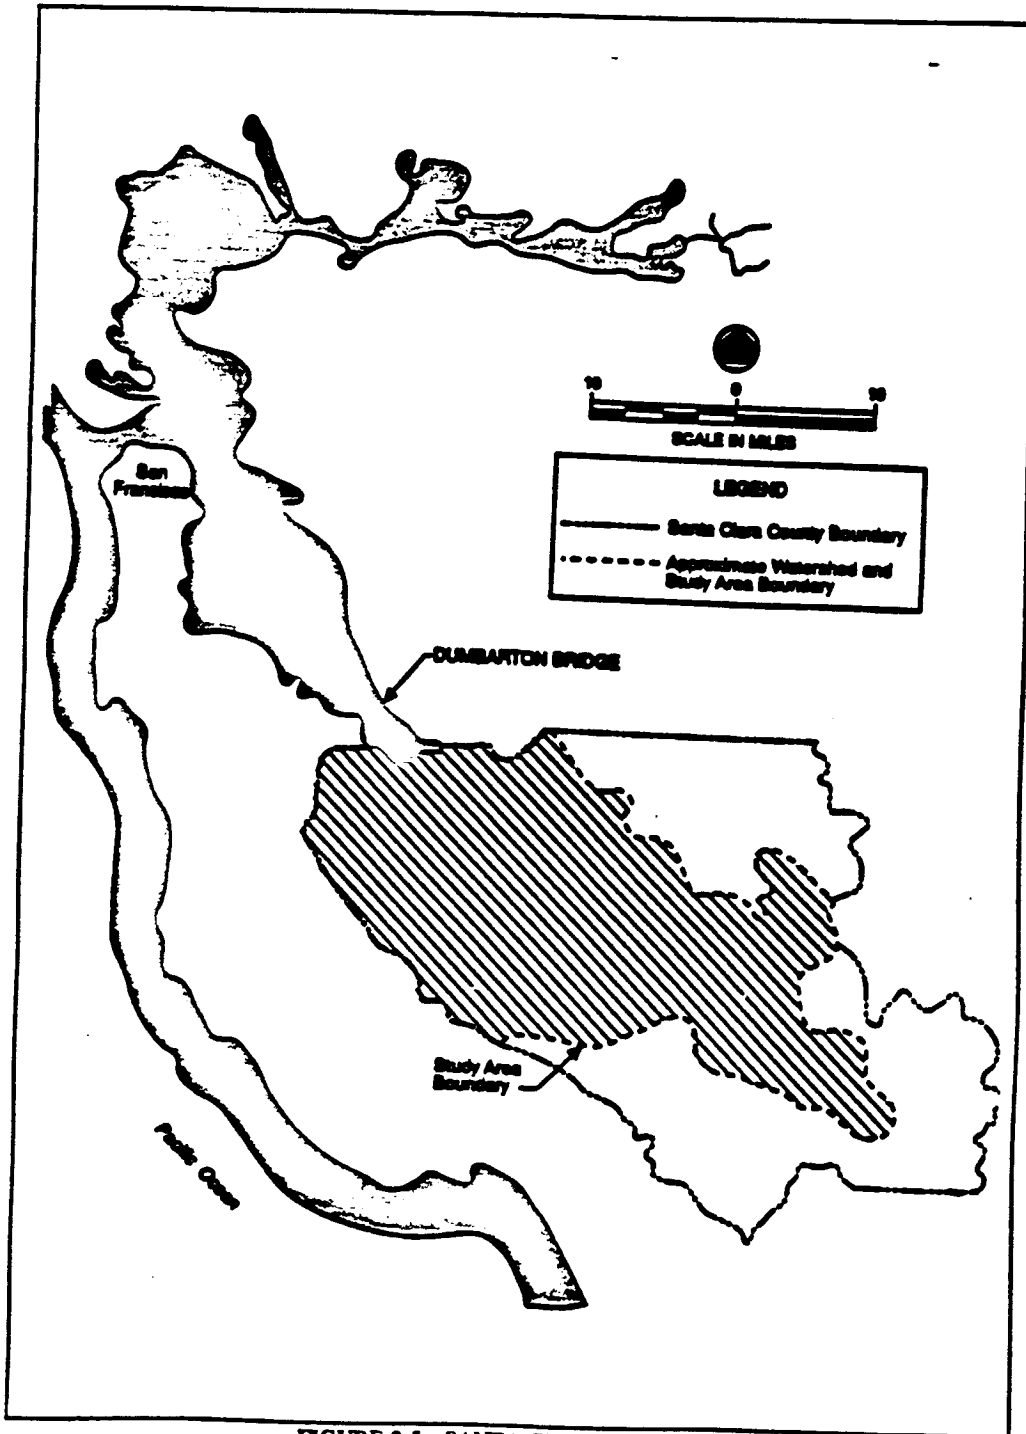 San
Francisco
10 0 10
SCALE IN MILES
LEGEND
Santa Clara County Boundary
Approximate Watershed and
Study Area Boundary
DUMBARTON BRIDGE
Study Area
Boundary
Pacific Ocean